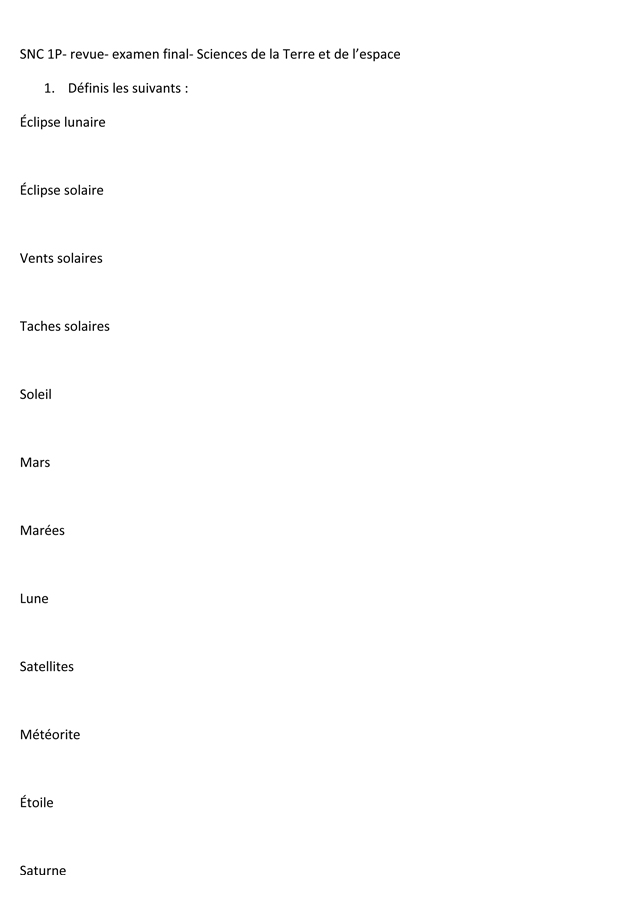 SNC 1P- revue- examen final- Sciences de la Terre et de l’espace
1. Définis les suivants :
Éclipse lunaire
Éclipse solaire
Vents solaires
Taches solaires
Soleil
Mars
Marées
Lune
Satellites
Météorite
Étoile
Saturne